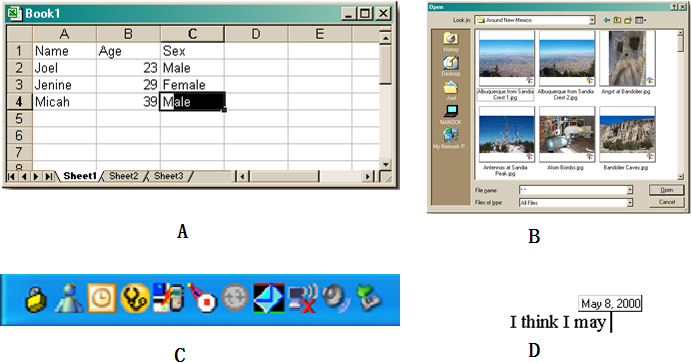 Book1
A B C D E
1 Name Age Sex
2 Joel 23 Male
3 Jenine 29 Female
4 Micah 39 Male
5
6
7
8
Sheet1 Sheet2 Sheet3
A
Open
Look in: Around New Mexico
History
Desktop
Joel
NANOOK
My Network P...
Albuquerque from Sandia Crest 1.jpg
Albuquerque from Sandia Crest 2.jpg
Angst at Bandolier.jpg
Antennas at Sandia Peak.jpg
Atom Bombs.jpg
Bandolier Caves.jpg
File name: *.*
Open
Files of type: All Files
Cancel
B
C
May 8, 2000
I think I may
D